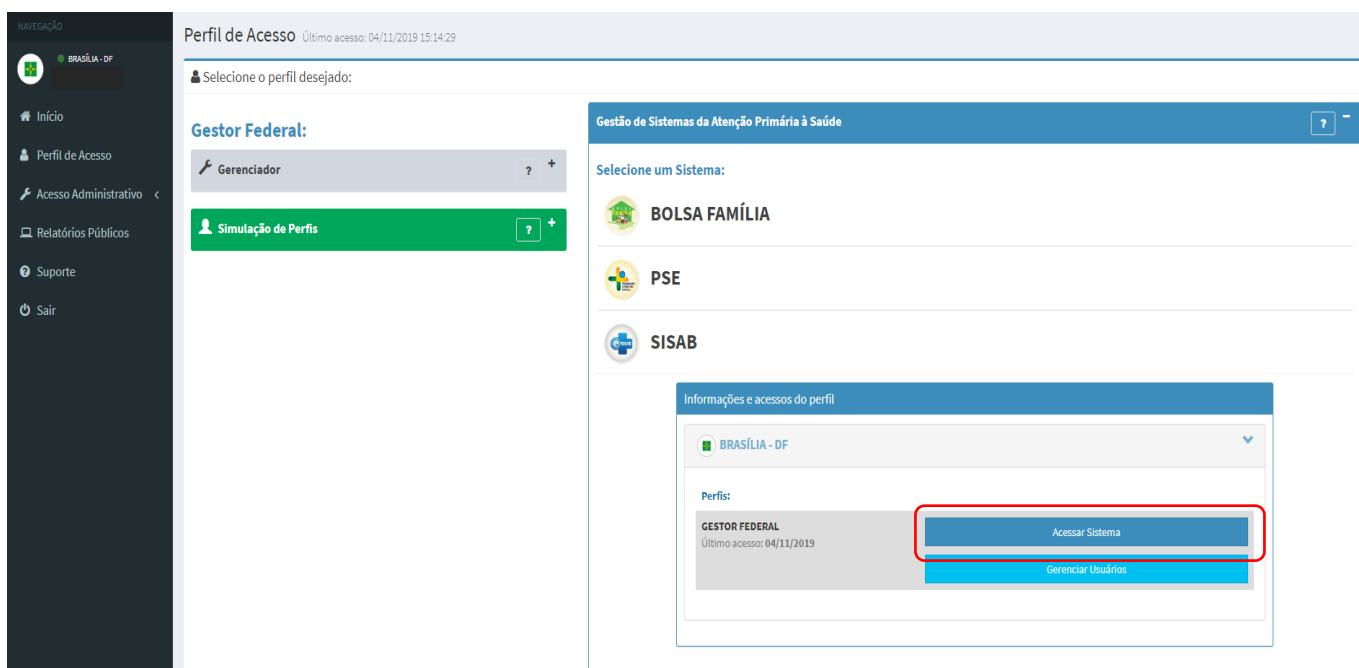 NAVEGAÇÃO
BRASÍLIA - DF
Início
Perfil de Acesso
Acesso Administrativo <
Relatórios Públicos
Suporte
Sair
Perfil de Acesso Último acesso: 04/11/2019 15:14:29
Selecione o perfil desejado:
Gestor Federal:
Gerenciador ? +
Simulação de Perfis ? +
Gestão de Sistemas da Atenção Primária à Saúde ? -
Selecione um Sistema:
BOLSA FAMÍLIA
PSE
SISAB
Informações e acessos do perfil
BRASÍLIA - DF
Perfis:
GESTOR FEDERAL
Último acesso: 04/11/2019
Acessar Sistema
Gerenciar Usuários